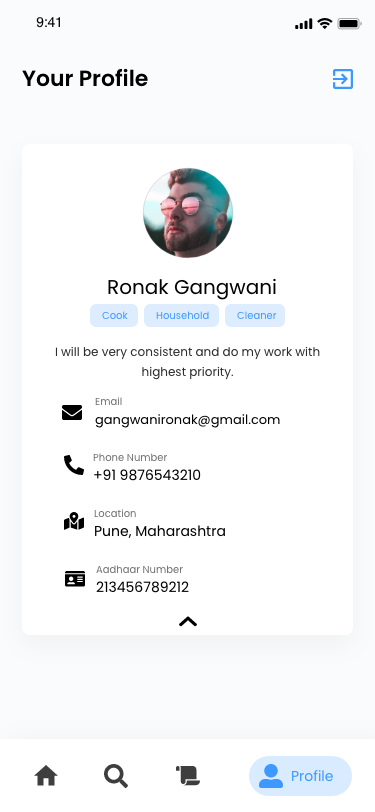 9:41
Your Profile
Ronak Gangwani
Cook Household Cleaner
I will be very consistent and do my work with
highest priority.
Email
gangwanironak@gmail.com
Phone Number
+91 9876543210
Location
Pune, Maharashtra
Aadhaar Number
213456789212
Profile